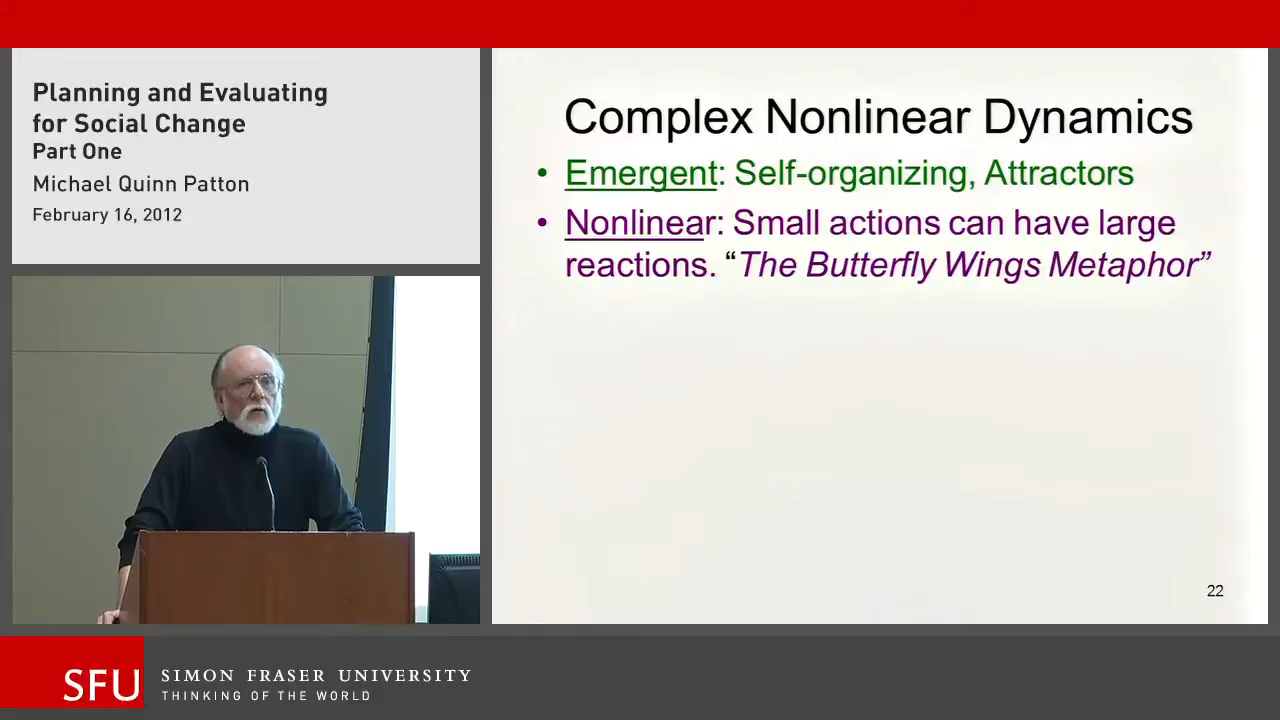 Planning and Evaluating
for Social Change
Part One
Michael Quinn Patton
February 16, 2012
Complex Nonlinear Dynamics
• Emergent: Self-organizing, Attractors
• Nonlinear: Small actions can have large
reactions. “The Butterfly Wings Metaphor”
22
SFU
SIMON FRASER UNIVERSITY
THINKING OF THE WORLD